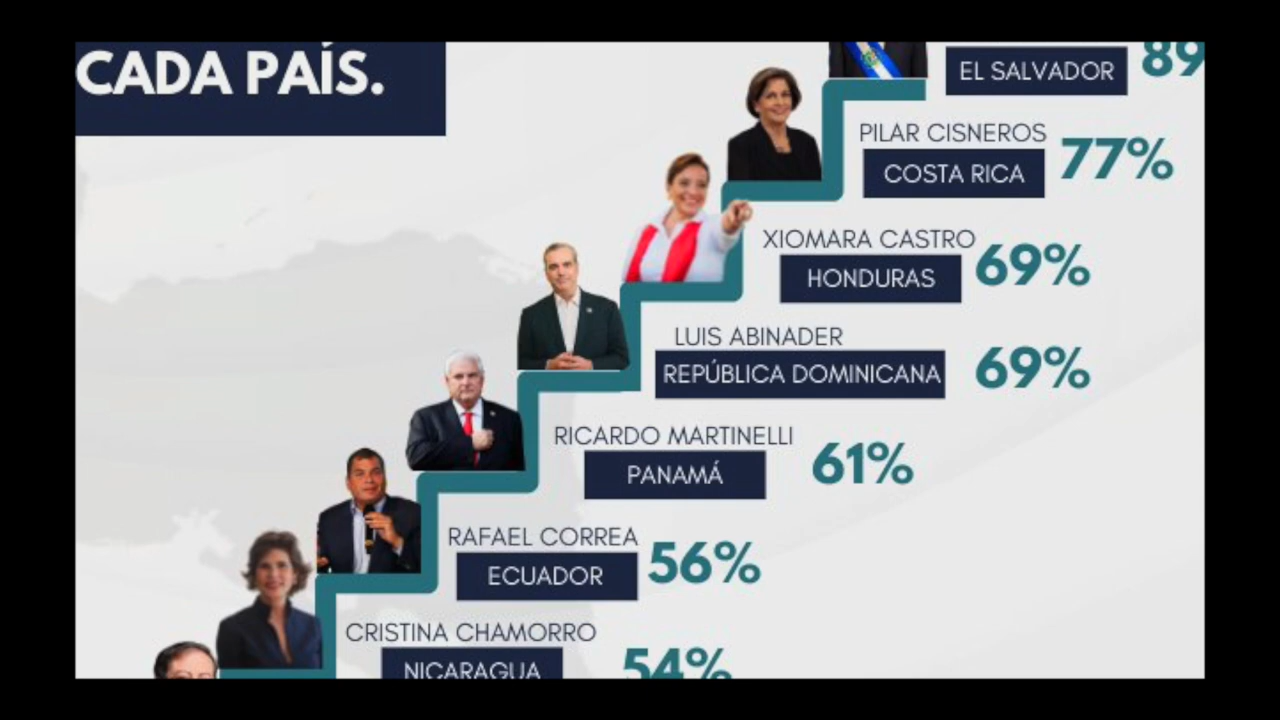 CADA PAÍS.
EL SALVADOR
89
PILAR CISNEROS
COSTA RICA
77%
XIOMARA CASTRO
HONDURAS
69%
LUIS ABINADER
REPÚBLICA DOMINICANA
69%
RICARDO MARTINELLI
PANAMÁ
61%
RAFAEL CORREA
ECUADOR
56%
CRISTINA CHAMORRO
NICARAGUA
54%